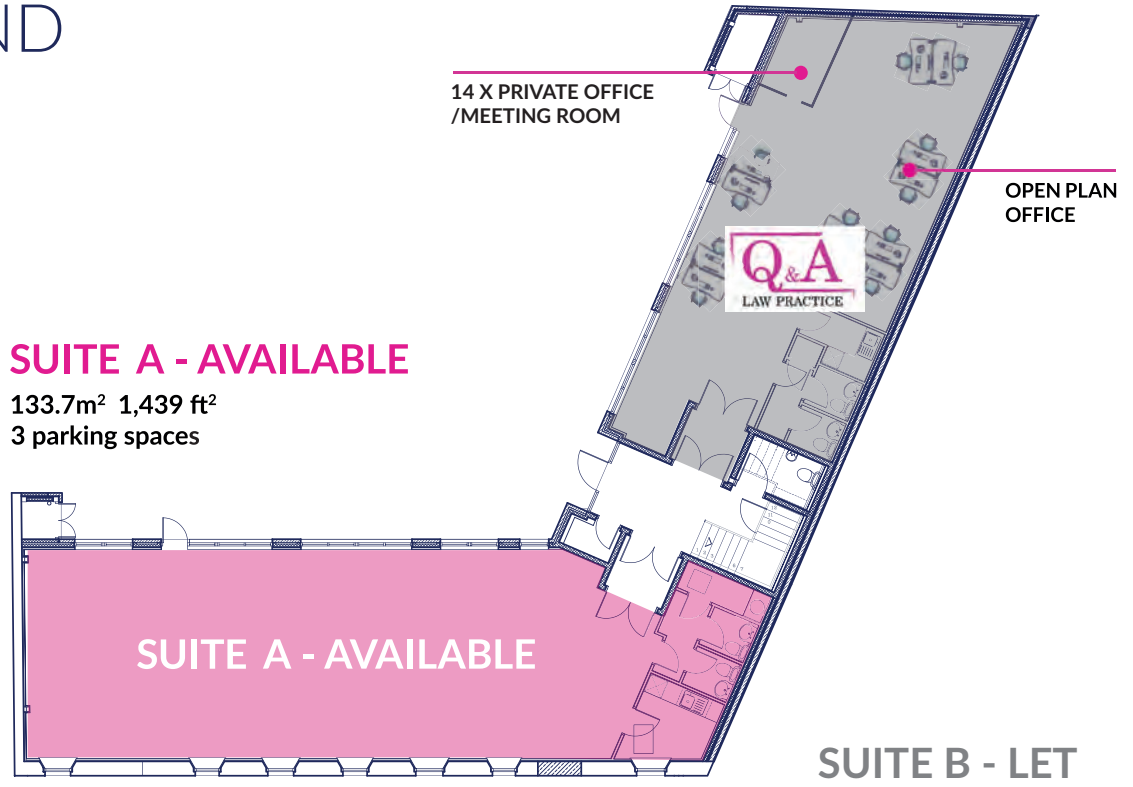 ND
14 X PRIVATE OFFICE
/MEETING ROOM
OPEN PLAN
OFFICE
Q&A
LAW PRACTICE
SUITE A - AVAILABLE
133.7m² 1,439 ft²
3 parking spaces
SUITE A - AVAILABLE
SUITE B - LET